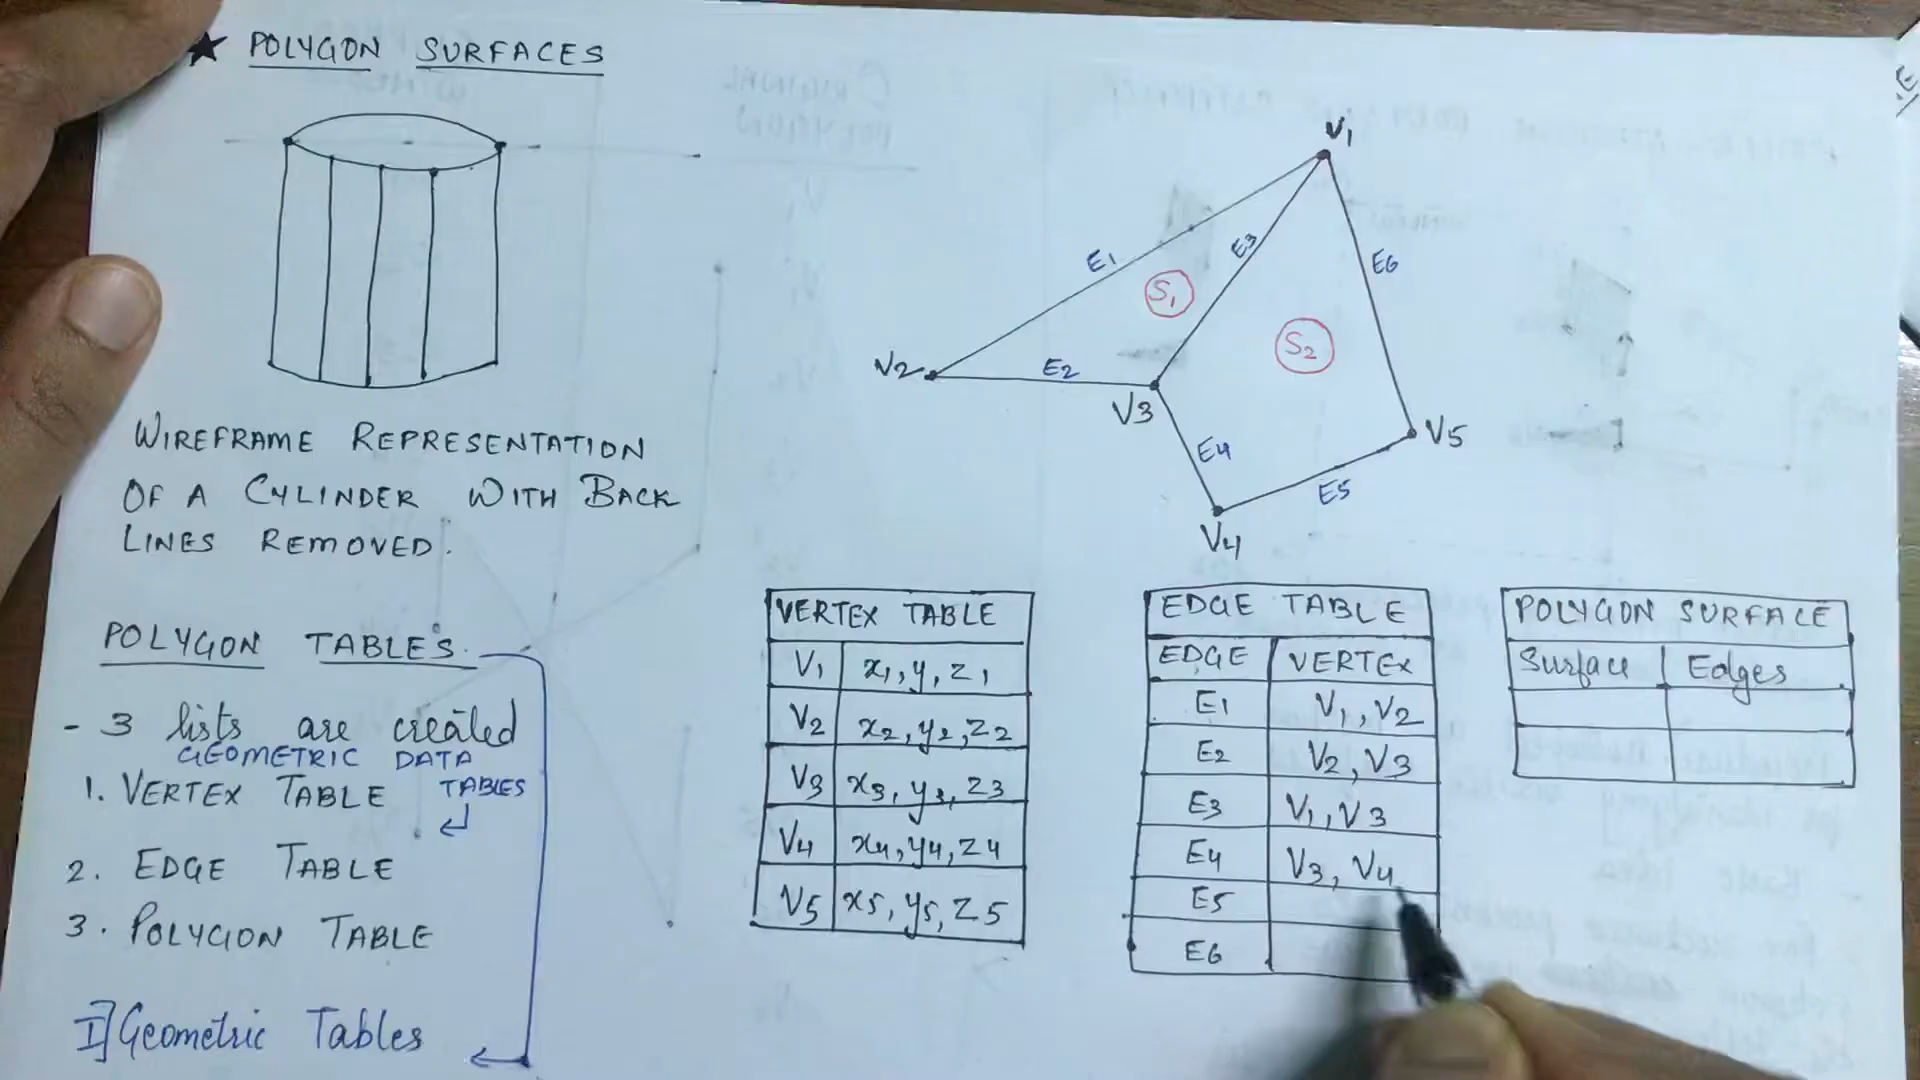 ★ POLYGON SURFACES
WIREFRAME REPRESENTATION
OF A CYLINDER WITH BACK
LINES REMOVED.
POLYGON TABLES.
- 3 lists are created
GEOMETRIC DATA
TABLES
1. VERTEX TABLE
2. EDGE TABLE
3. POLYGON TABLE
I] Geometric Tables
V1
E1
E3
E6
S1
S2
V2
E2
V3
V5
E4
E5
V4
VERTEX TABLE
V1 x1, y, z1
V2 x2, y2, z2
V3 x3, y3, z3
V4 x4, y4, z4
V5 x5, y5, z5
EDGE TABLE
EDGE VERTEX
E1 V1, V2
E2 V2, V3
E3 V1, V3
E4 V3, V4
E5
E6
POLYGON SURFACE
Surface Edges